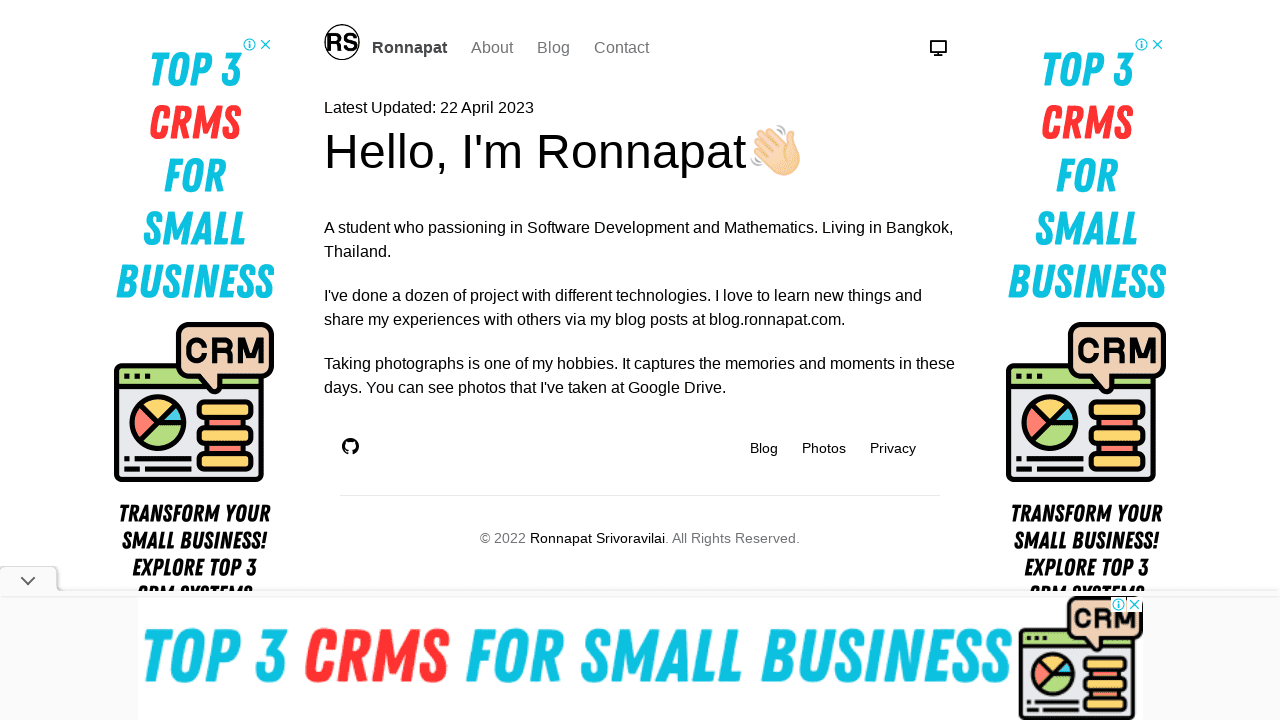 RS
Ronnapat About Blog Contact
Latest Updated: 22 April 2023
Hello, I'm Ronnapat
A student who passioning in Software Development and Mathematics. Living in Bangkok,
Thailand.
I've done a dozen of project with different technologies. I love to learn new things and
share my experiences with others via my blog posts at blog.ronnapat.com.
Taking photographs is one of my hobbies. It captures the memories and moments in these
days. You can see photos that I've taken at Google Drive.
Blog Photos Privacy
© 2022 Ronnapat Srivoravilai. All Rights Reserved.
TOP 3
CRMS
FOR
SMALL
BUSINESS
CRM
TRANSFORM YOUR
SMALL BUSINESS!
EXPLORE TOP 3
CRM SYSTEMS
TOP 3
CRMS
FOR
SMALL
BUSINESS
CRM
TRANSFORM YOUR
SMALL BUSINESS!
EXPLORE TOP 3
CRM SYSTEMS
TOP 3 CRMS FOR SMALL BUSINESS
CRM